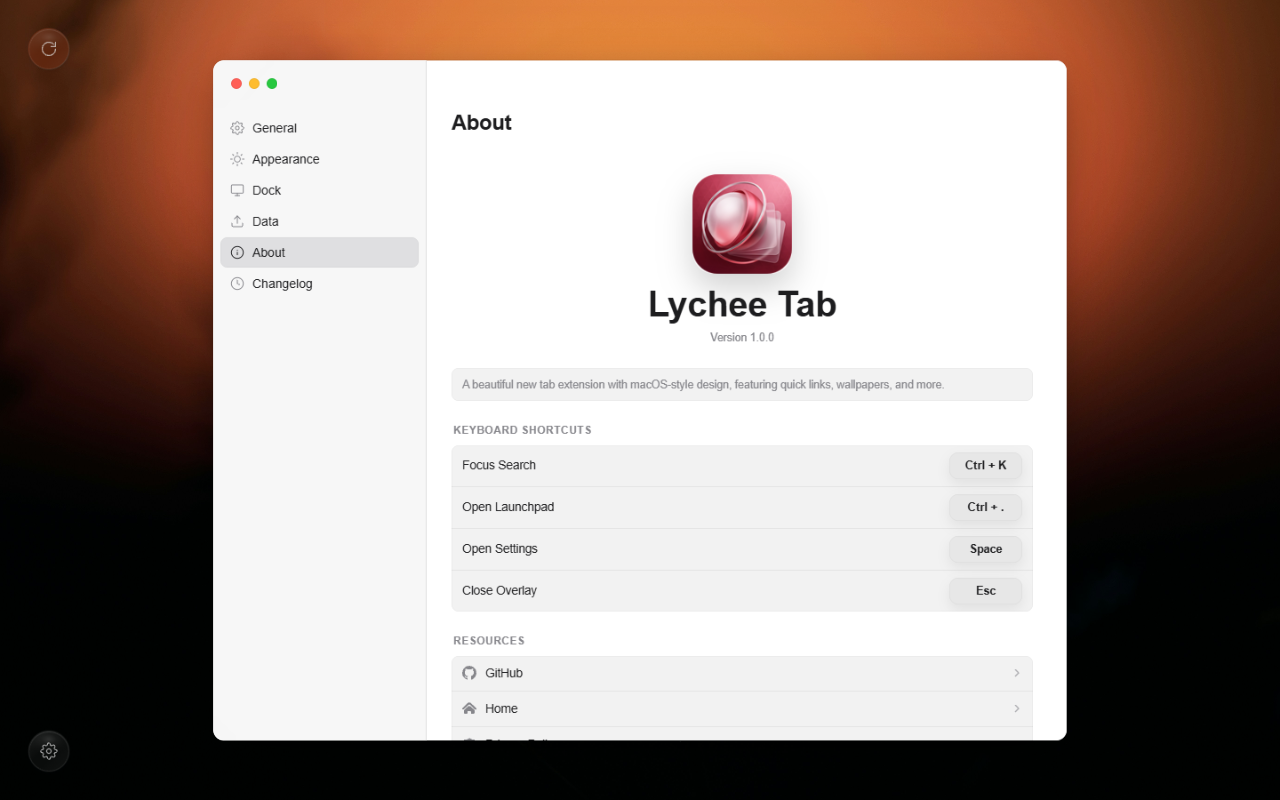 General
Appearance
Dock
Data
About
Changelog
About
Lychee Tab
Version 1.0.0
A beautiful new tab extension with macOS-style design, featuring quick links, wallpapers, and more.
KEYBOARD SHORTCUTS
Focus Search Ctrl + K
Open Launchpad Ctrl + .
Open Settings Space
Close Overlay Esc
RESOURCES
GitHub
Home